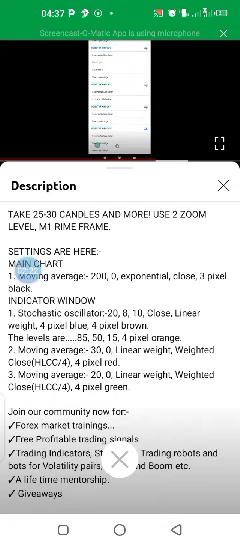 04:37
Screencast-O-Matic App is using microphone
Description
TAKE 25-30 CANDLES AND MORE! USE 2 ZOOM
LEVEL, M1 RIME FRAME.
SETTINGS ARE HERE:-
MAIN CHART
1. Moving average:- 200, 0, exponential, close, 3 pixel
black.
INDICATOR WINDOW
1. Stochastic oscillator:-20, 8, 10, Close, Linear
weight, 4 pixel blue, 4 pixel brown.
The levels are.....85, 50, 15, 4 pixel orange.
2. Moving average:- 30, 0, Linear weight, Weighted
Close(HLCC/4), 4 pixel red.
3. Moving average:- 20, 0, Linear weight, Weighted
Close(HLCC/4), 4 pixel green.
Join our community now for:-
✓Forex market trainings...
✓Free Profitable trading signals
✓Trading Indicators, Trading robots and
bots for Volatility pairs, nd Boom etc.
✓A life time mentorship.
✓ Giveaways